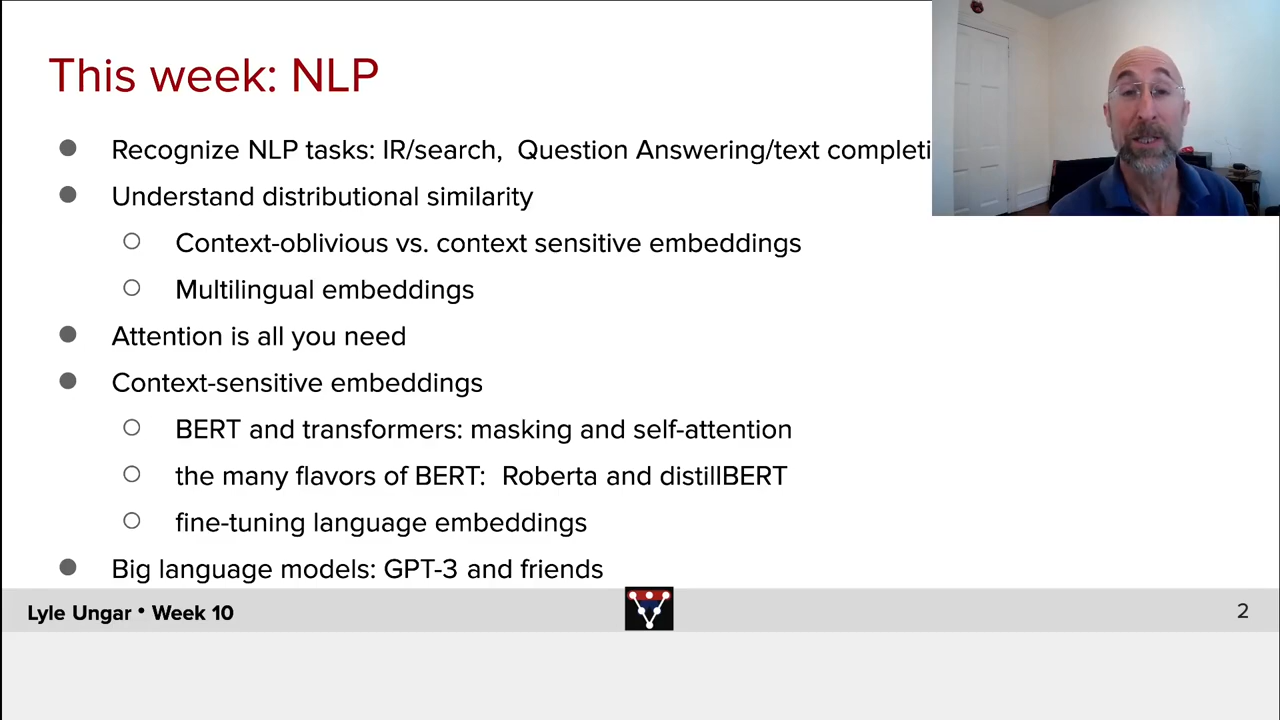 This week: NLP
Recognize NLP tasks: IR/search, Question Answering/text completi
Understand distributional similarity
Context-oblivious vs. context sensitive embeddings
Multilingual embeddings
Attention is all you need
Context-sensitive embeddings
BERT and transformers: masking and self-attention
the many flavors of BERT: Roberta and distillBERT
fine-tuning language embeddings
Big language models: GPT-3 and friends
Lyle Ungar • Week 10
2